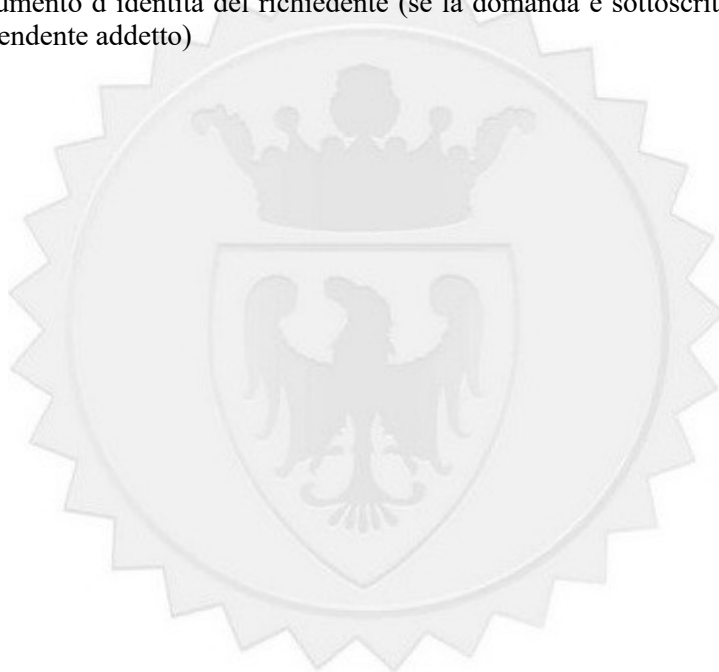 umento d'identità del richiedente (se la domanda è sottoscrit
endente addetto)